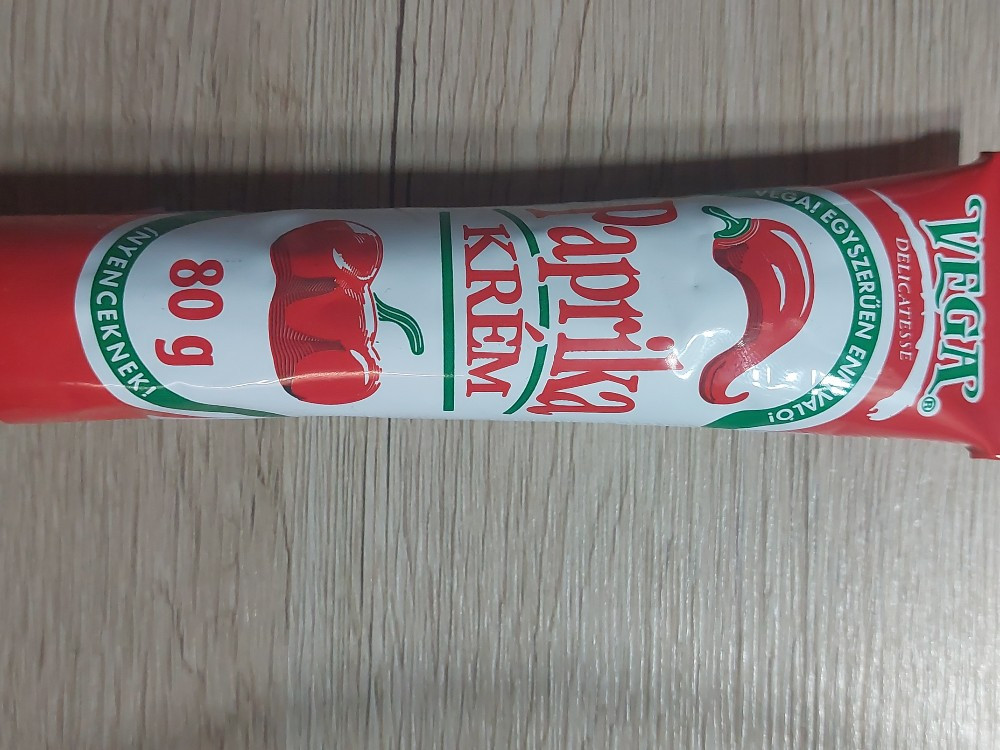 VEGA®
DELICATESSE
VEGA! EGYSZERŰEN ENNIVALÓ!
Paprika
KRÉM
80 g
ÍNYENCEKNEK!